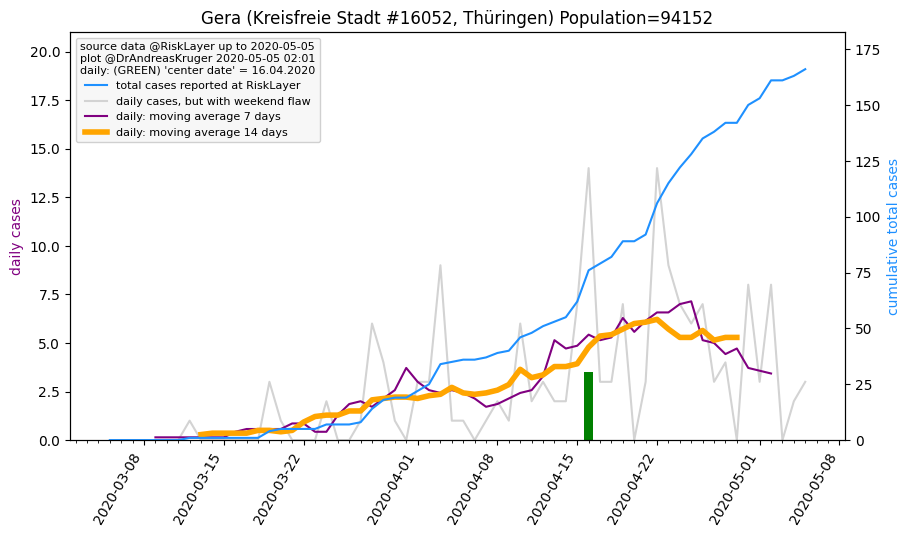 Gera (Kreisfreie Stadt #16052, Thüringen) Population=94152
source data @RiskLayer up to 2020-05-05
plot @DrAndreasKruger 2020-05-05 02:01
daily: (GREEN) 'center date' = 16.04.2020
total cases reported at RiskLayer
daily cases, but with weekend flaw
daily: moving average 7 days
daily: moving average 14 days
daily cases
20.0
17.5
15.0
12.5
10.0
7.5
5.0
2.5
0.0
175
150
125
100
75
50
25
0
cumulative total cases
2020-03-08
2020-03-15
2020-03-22
2020-04-01
2020-04-08
2020-04-15
2020-04-22
2020-05-01
2020-05-08